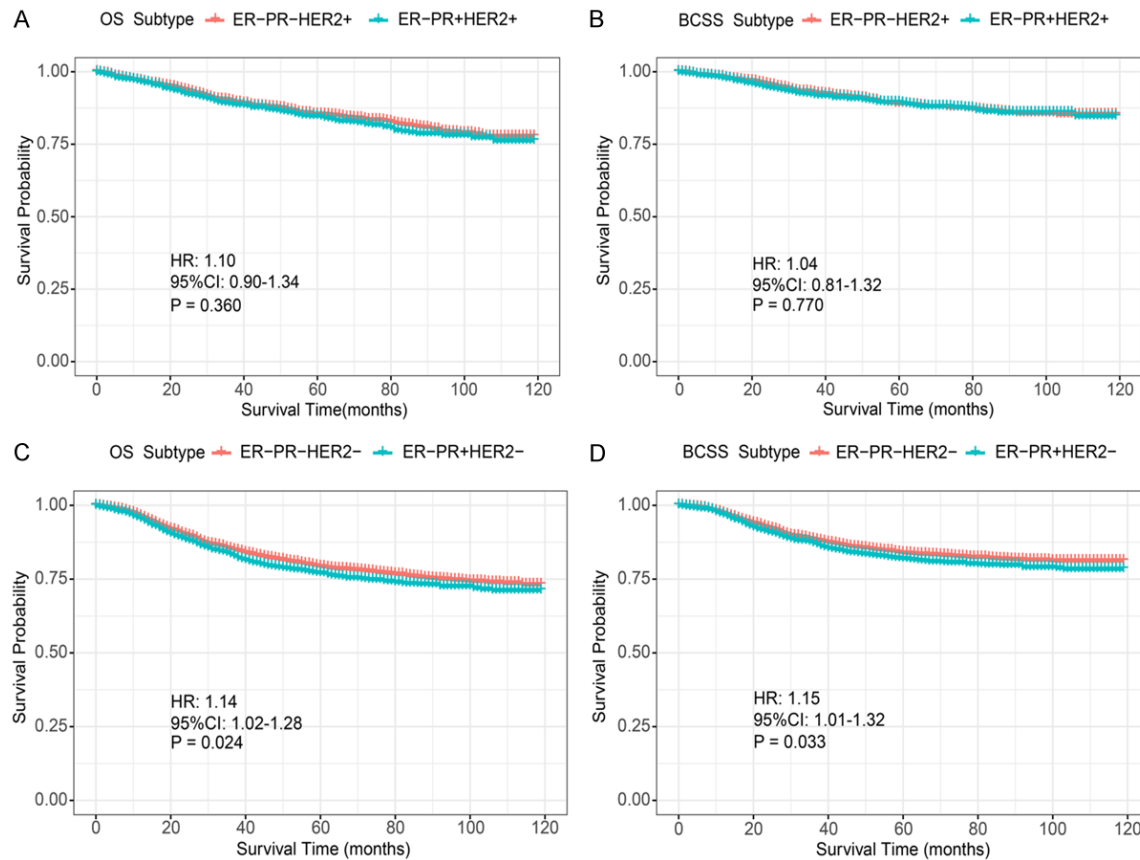 A
OS Subtype ER−PR−HER2+ ER−PR+HER2+
Survival Probability
1.00
0.75
0.50
0.25
0.00
HR: 1.10
95%CI: 0.90-1.34
P = 0.360
0 20 40 60 80 100 120
Survival Time(months)
B
BCSS Subtype ER−PR−HER2+ ER−PR+HER2+
Survival Probability
1.00
0.75
0.50
0.25
0.00
HR: 1.04
95%CI: 0.81-1.32
P = 0.770
0 20 40 60 80 100 120
Survival Time (months)
C
OS Subtype ER−PR−HER2− ER−PR+HER2−
Survival Probability
1.00
0.75
0.50
0.25
0.00
HR: 1.14
95%CI: 1.02-1.28
P = 0.024
0 20 40 60 80 100 120
Survival Time (months)
D
BCSS Subtype ER−PR−HER2− ER−PR+HER2−
Survival Probability
1.00
0.75
0.50
0.25
0.00
HR: 1.15
95%CI: 1.01-1.32
P = 0.033
0 20 40 60 80 100 120
Survival Time (months)